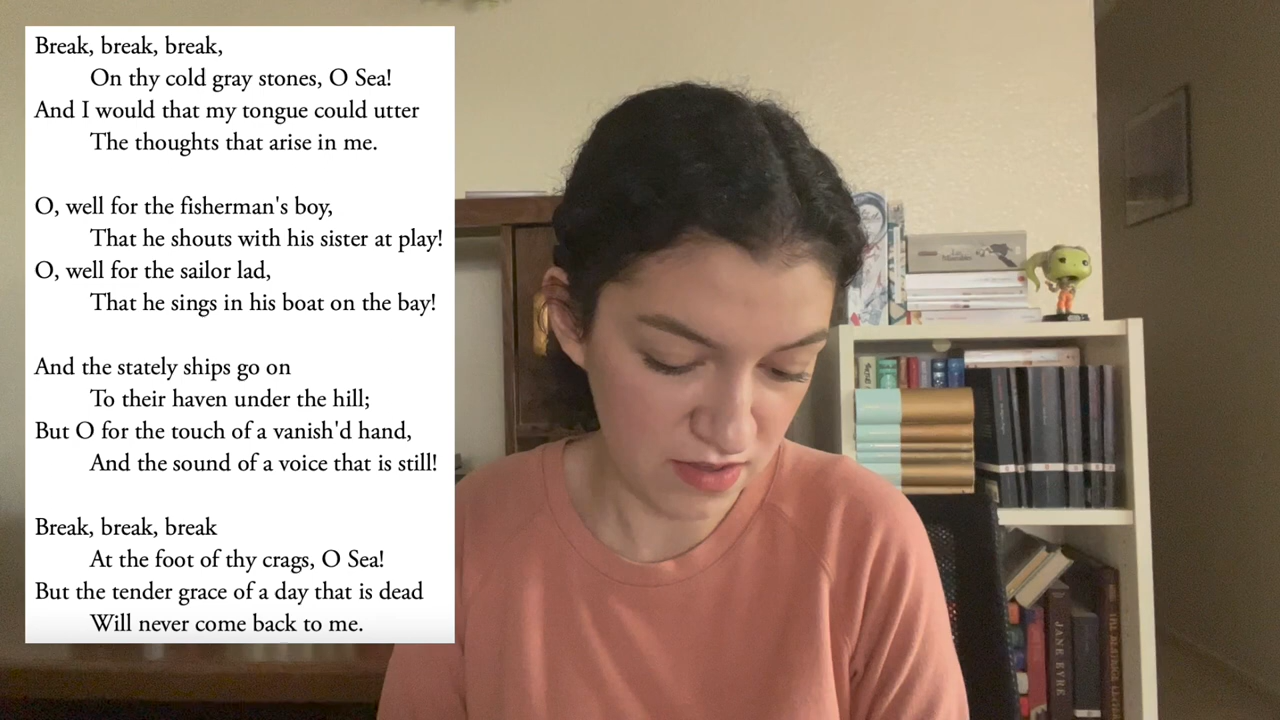 Break, break, break,
On thy cold gray stones, O Sea!
And I would that my tongue could utter
The thoughts that arise in me.
O, well for the fisherman's boy,
That he shouts with his sister at play!
O, well for the sailor lad,
That he sings in his boat on the bay!
And the stately ships go on
To their haven under the hill;
But O for the touch of a vanish'd hand,
And the sound of a voice that is still!
Break, break, break
At the foot of thy crags, O Sea!
But the tender grace of a day that is dead
Will never come back to me.
JANE EYRE